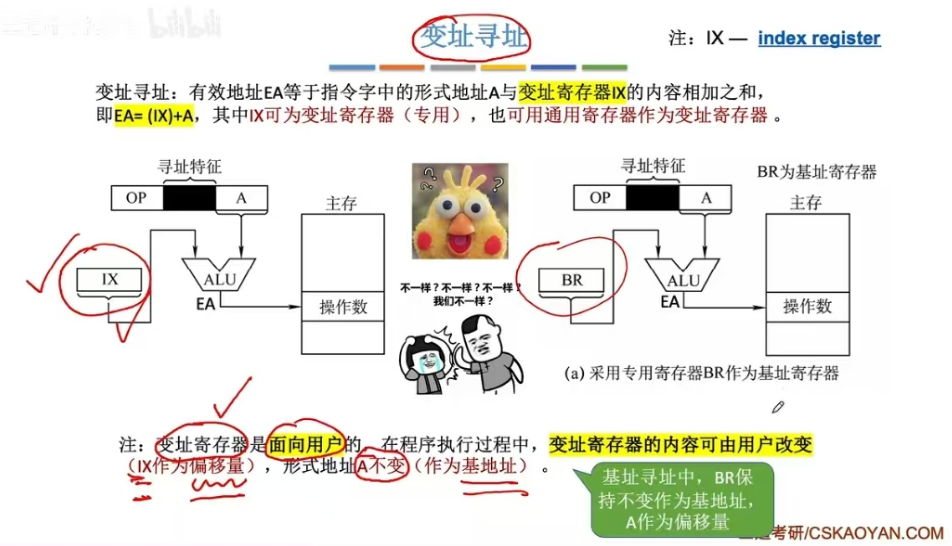 bilibili
变址寻址
注：IX — index register
变址寻址：有效地址EA等于指令字中的形式地址A与变址寄存器IX的内容相加之和，
即EA= (IX)+A，其中IX可为变址寄存器（专用），也可用通用寄存器作为变址寄存器 。
寻址特征
OP
A
主存
IX
ALU
EA
操作数
??
?
不一样？不一样？不一样？
我们不一样？
BR为基址寄存器
寻址特征
OP
A
主存
BR
ALU
EA
操作数
(a) 采用专用寄存器BR作为基址寄存器
注：变址寄存器是面向用户的，在程序执行过程中，变址寄存器的内容可由用户改变
（IX作为偏移量），形式地址A不变（作为基地址）。
基址寻址中，BR保
持不变作为基地址，
A作为偏移量
考研/CSKAOYAN.COM